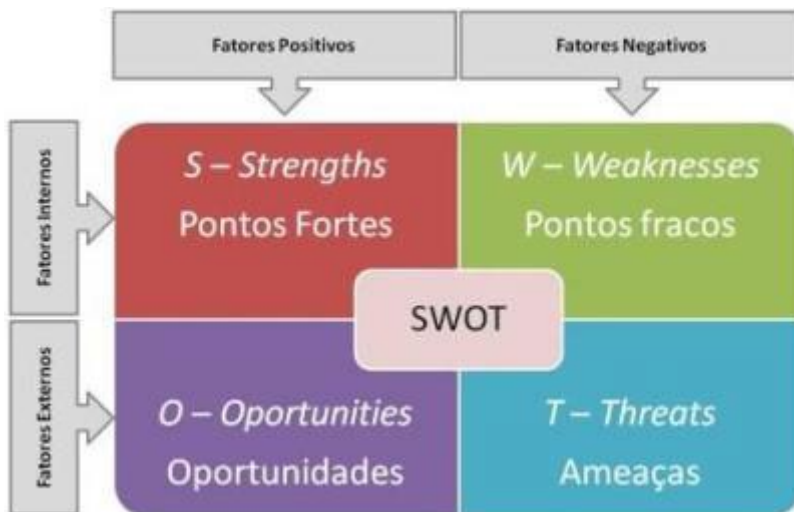 Fatores Positivos
Fatores Negativos
Fatores Internos
S – Strengths
Pontos Fortes
W – Weaknesses
Pontos fracos
SWOT
Fatores Externos
O – Oportunities
Oportunidades
T – Threats
Ameaças